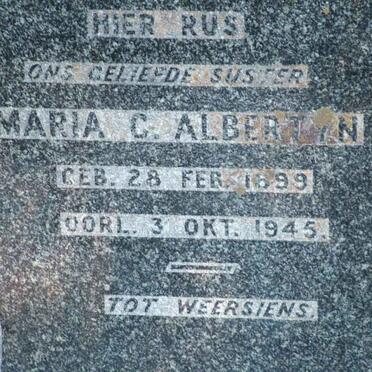 HIER RUS
ONS GELIEFDE SUSTER
MARIA C. ALBERTYN
GEB. 28 FEB. 1899
OORL. 3 OKT. 1945.
TOT WEERSIENS.